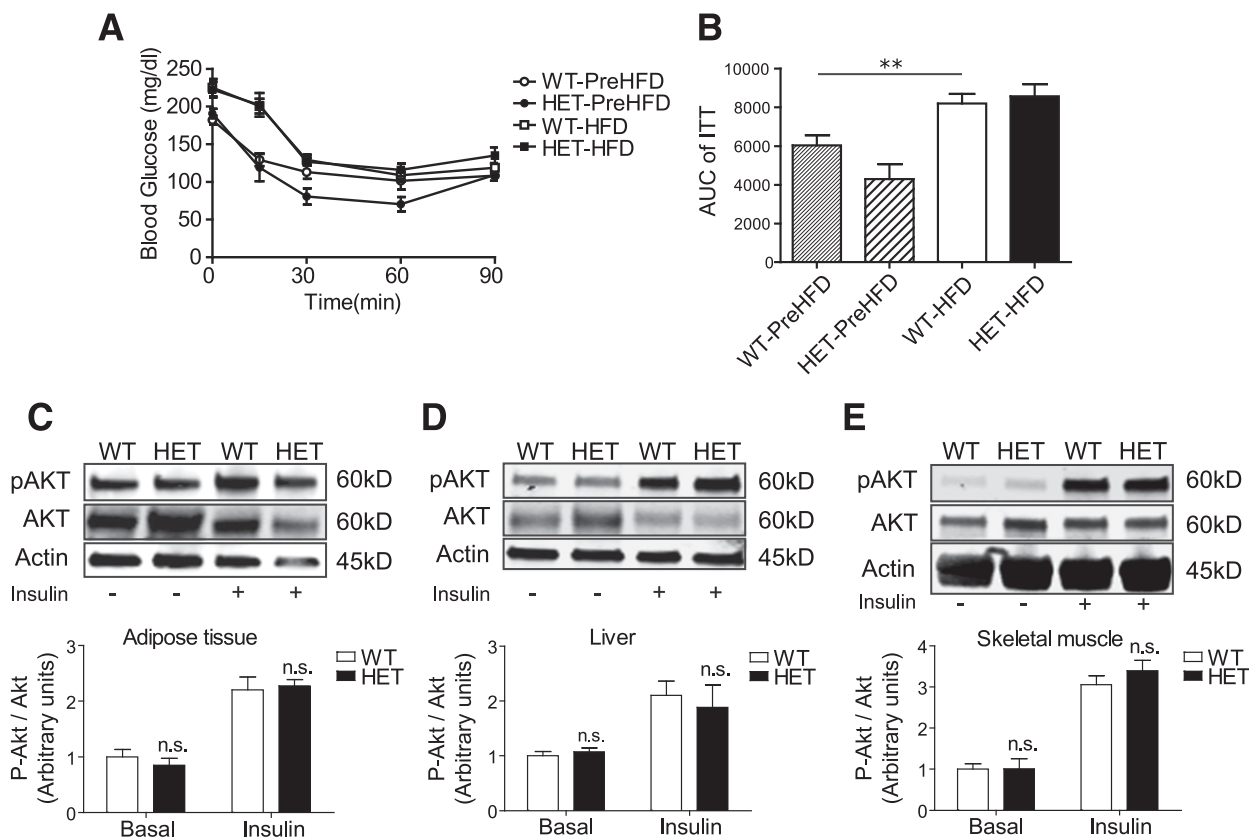 A
Blood Glucose (mg/dl)
250
200
150
100
50
0
0 30 60 90
Time(min)
WT-PreHFD
HET-PreHFD
WT-HFD
HET-HFD
B
AUC of ITT
10000
8000
6000
4000
2000
0
**
WT-PreHFD
HET-PreHFD
WT-HFD
HET-HFD
C
WT HET WT HET
pAKT 60kD
AKT 60kD
Actin 45kD
Insulin - - + +
Adipose tissue
P-Akt / Akt
(Arbitrary units)
3
2
1
0
n.s.
n.s.
WT
HET
Basal Insulin
D
WT HET WT HET
pAKT 60kD
AKT 60kD
Actin 45kD
Insulin - - + +
Liver
P-Akt / Akt
(Arbitrary units)
3
2
1
0
n.s.
n.s.
WT
HET
Basal Insulin
E
WT HET WT HET
pAKT 60kD
AKT 60kD
Actin 45kD
Insulin - - + +
Skeletal muscle
P-Akt / Akt
(Arbitrary units)
4
3
2
1
0
n.s.
n.s.
WT
HET
Basal Insulin